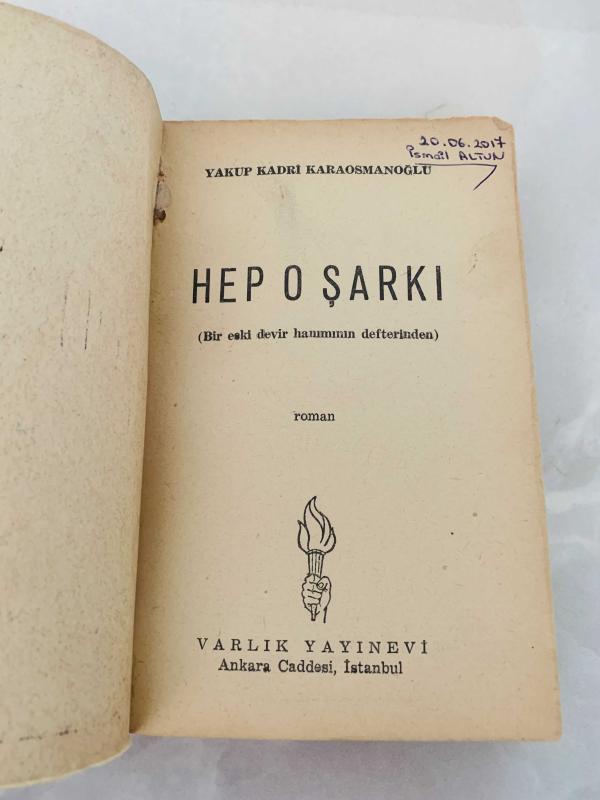 20.06.2017
İsmail ALTUN
YAKUP KADRİ KARAOSMANOĞLU
HEP O ŞARKI
(Bir eski devir hanımının defterinden)
roman
VARLIK YAYINEVİ
Ankara Caddesi, İstanbul